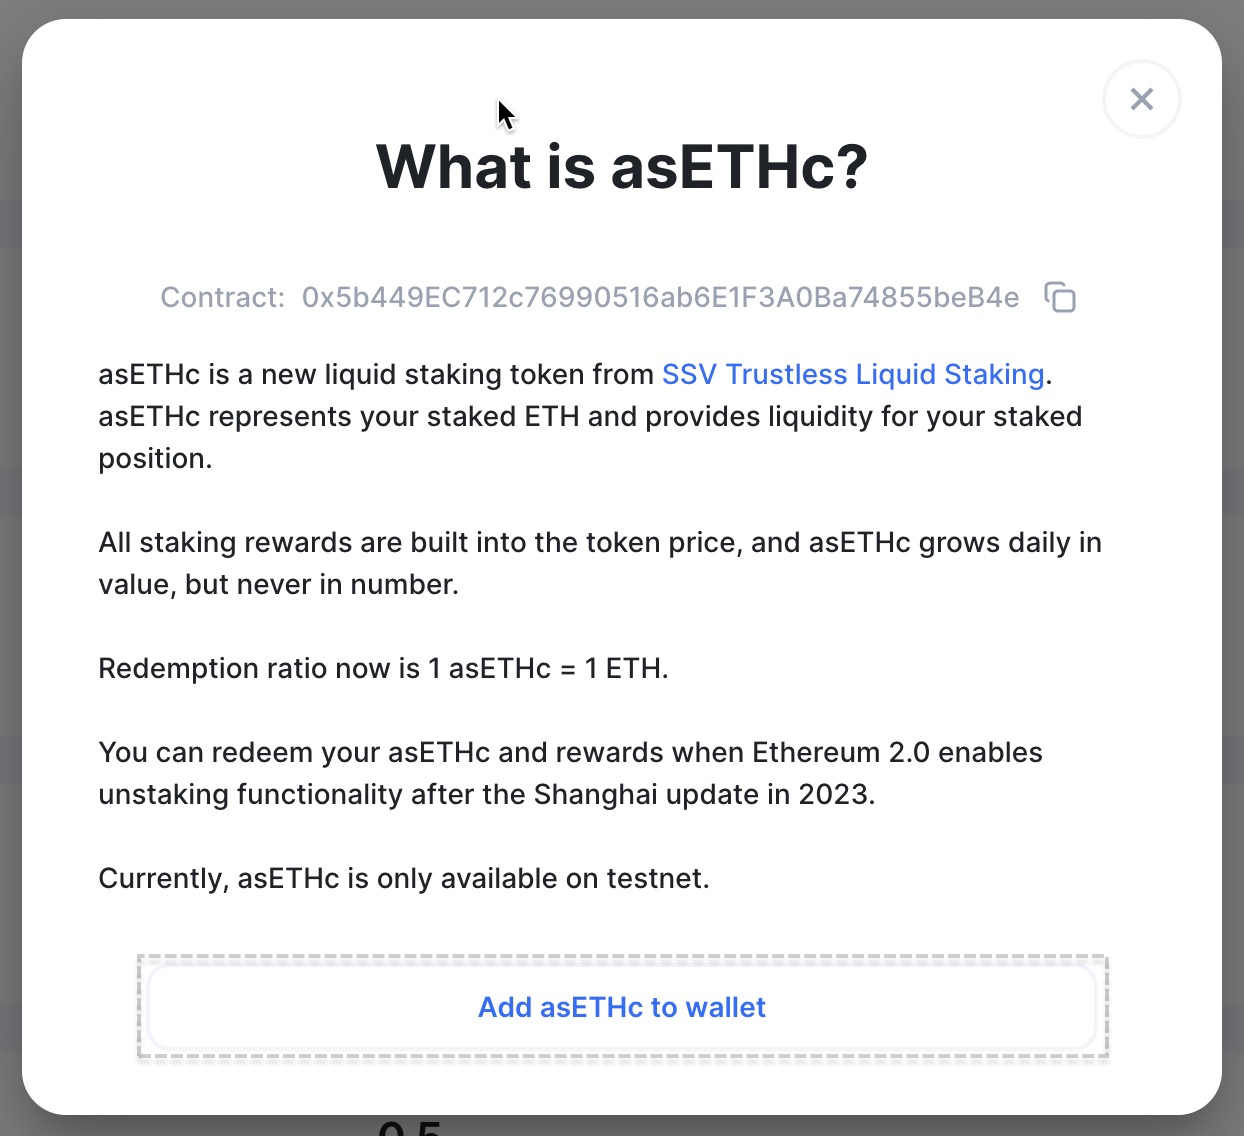 What is asETHc?
Contract: 0x5b449EC712c76990516ab6E1F3A0Ba74855beB4e
asETHc is a new liquid staking token from SSV Trustless Liquid Staking.
asETHc represents your staked ETH and provides liquidity for your staked
position.
All staking rewards are built into the token price, and asETHc grows daily in
value, but never in number.
Redemption ratio now is 1 asETHc = 1 ETH.
You can redeem your asETHc and rewards when Ethereum 2.0 enables
unstaking functionality after the Shanghai update in 2023.
Currently, asETHc is only available on testnet.
Add asETHc to wallet